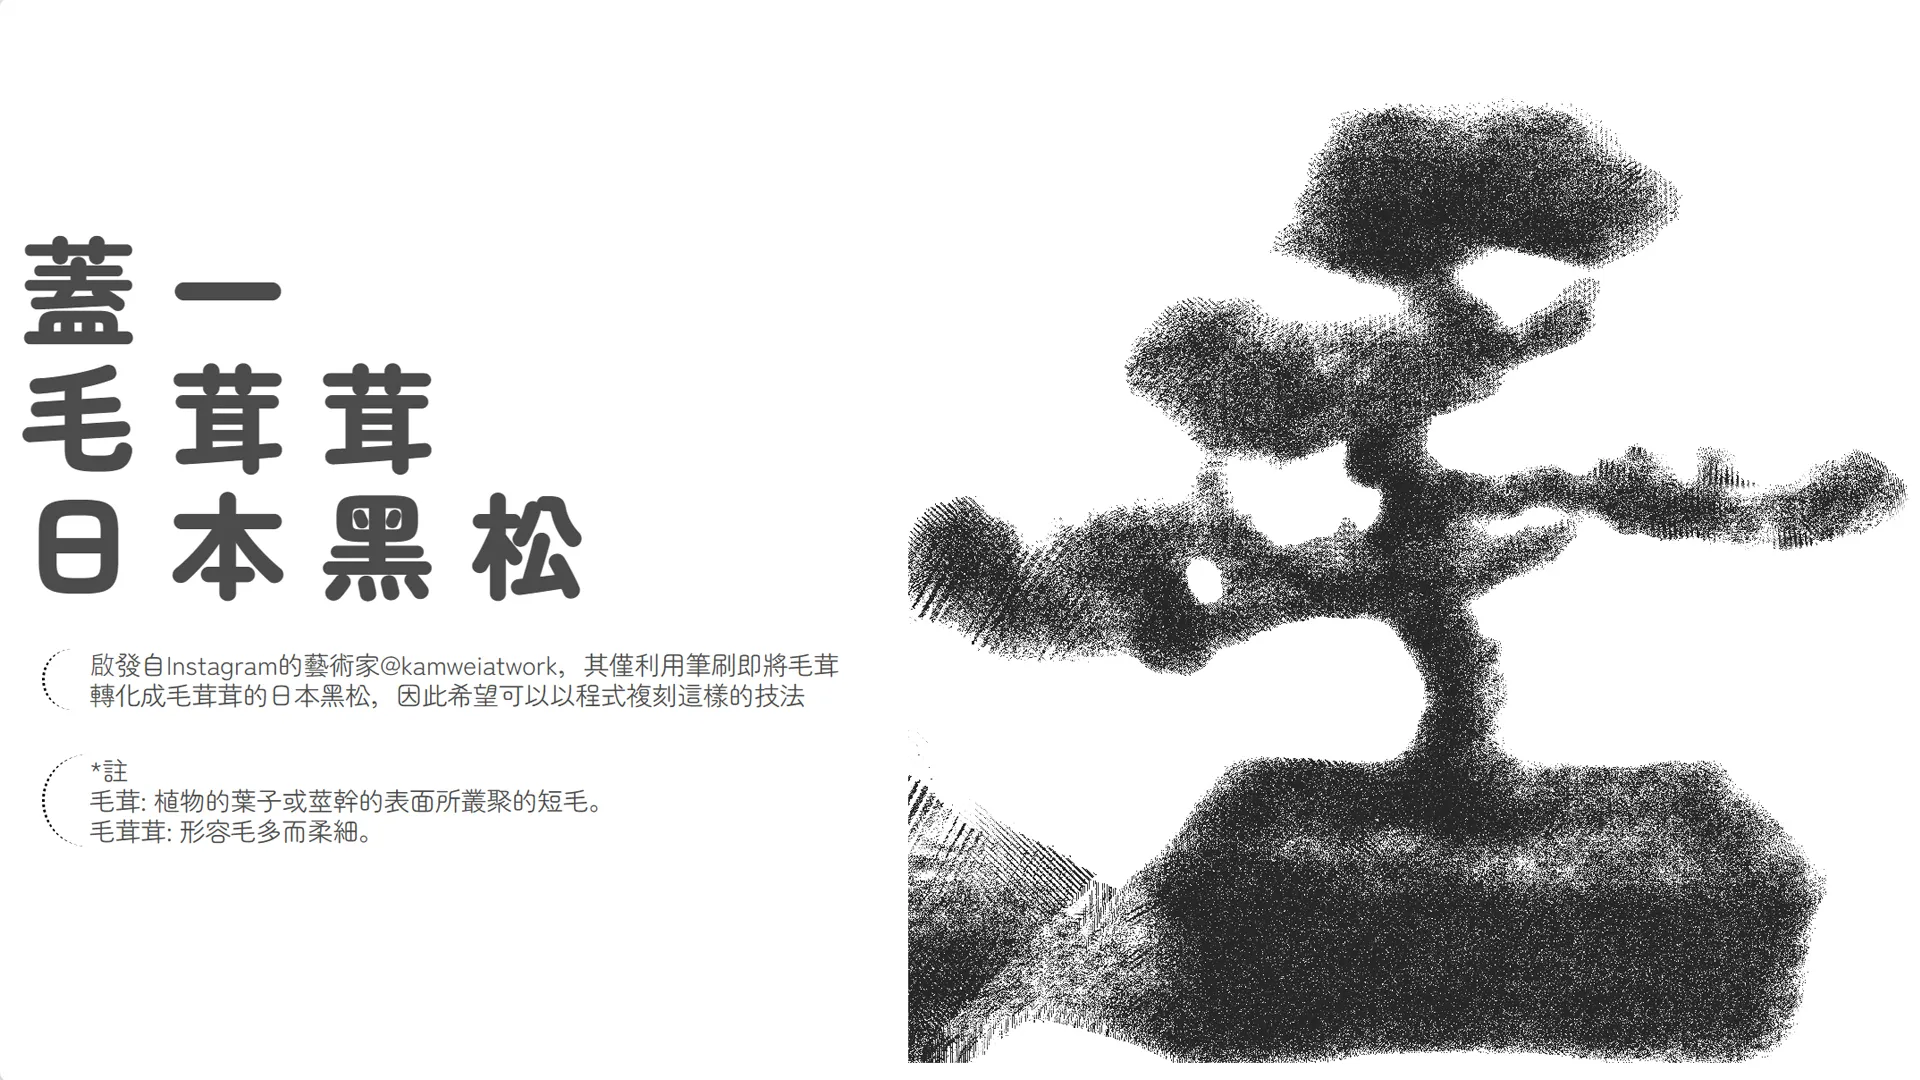 蓋一
毛茸茸
日本黑松
啟發自Instagram的藝術家@kamweiatwork，其僅利用筆刷即將毛茸
轉化成毛茸茸的日本黑松，因此希望可以以程式複刻這樣的技法
*註
毛茸: 植物的葉子或莖幹的表面所叢聚的短毛。
毛茸茸: 形容毛多而柔細。